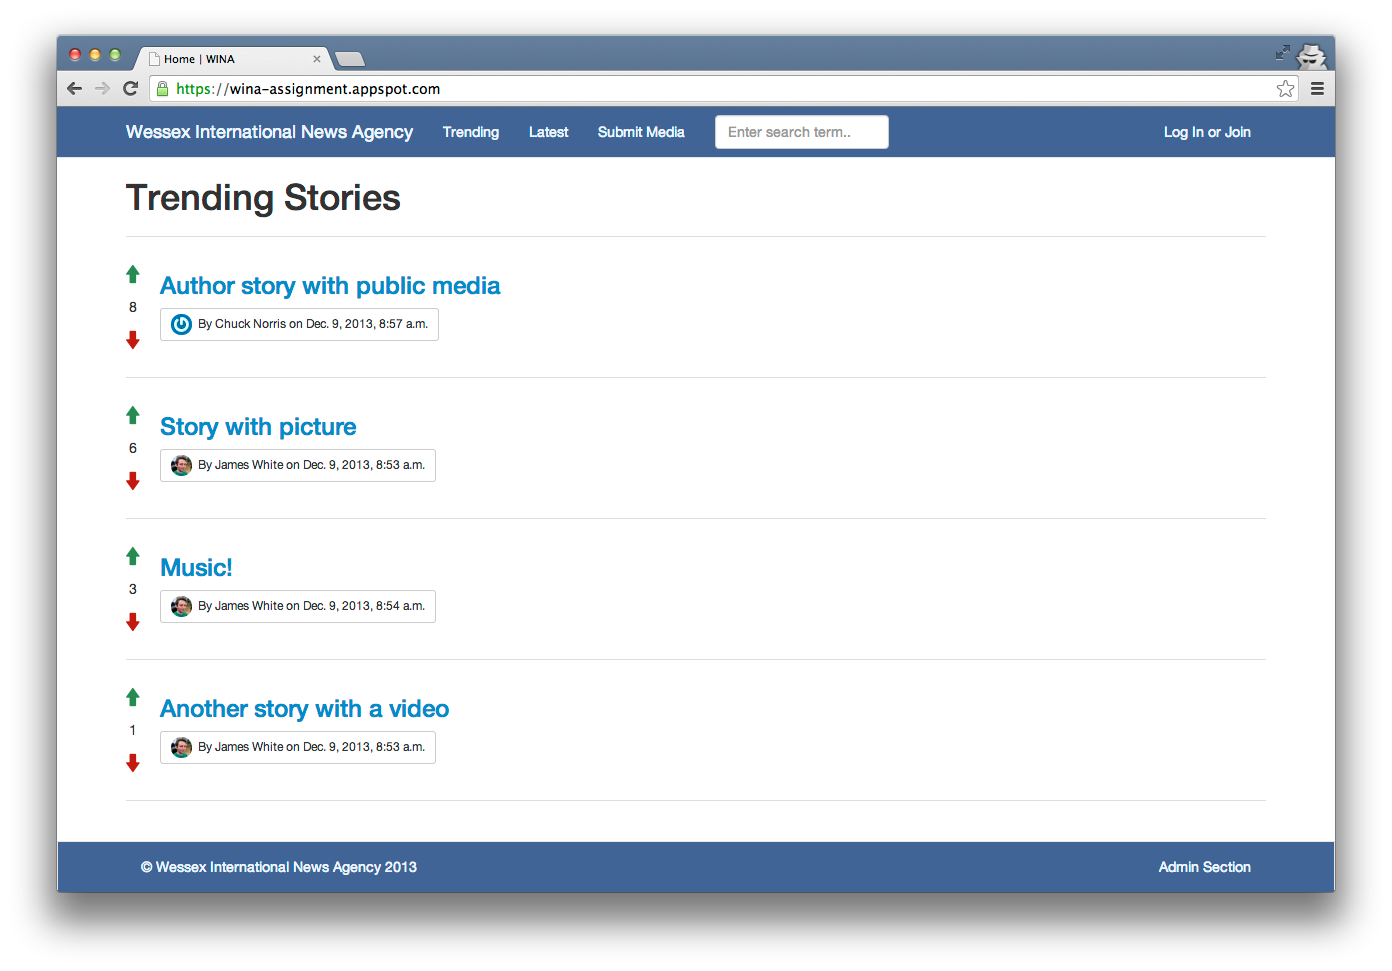 Home | WINA
https://wina-assignment.appspot.com
Wessex International News Agency Trending Latest Submit Media Enter search term.. Log In or Join
Trending Stories
Author story with public media
8
By Chuck Norris on Dec. 9, 2013, 8:57 a.m.
Story with picture
6
By James White on Dec. 9, 2013, 8:53 a.m.
Music!
3
By James White on Dec. 9, 2013, 8:54 a.m.
Another story with a video
1
By James White on Dec. 9, 2013, 8:53 a.m.
© Wessex International News Agency 2013 Admin Section